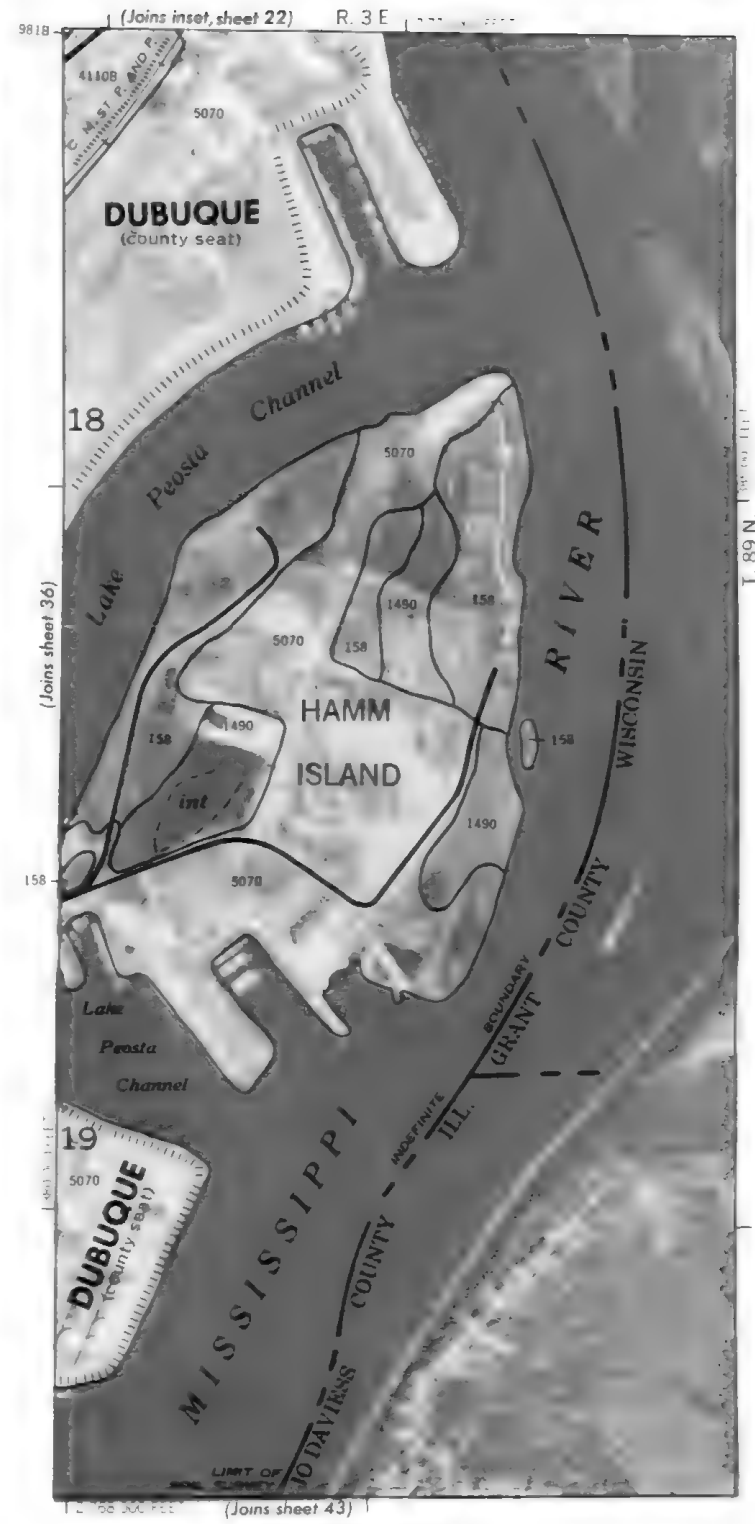 (Joins inset, sheet 22)
R. 3 E
981B
4110B
C. M. ST P. AND P.
5070
DUBUQUE
(county seat)
18
Lake Peosta Channel
5070
T. 89 N
(Joins sheet 36)
RIVER
1490
158
158
5070
HAMM
ISLAND
WISCONSIN
158
1490
158
int
1490
158
5070
COUNTY
BOUNDARY
GRANT
Lake
Peosta
Channel
INDEFINITE
ILL.
19
5070
DUBUQUE
(county seat)
MISSISSIPPI
COUNTY
JO DAVIESS
LIMIT OF
SOIL SURVEY
(Joins sheet 43)